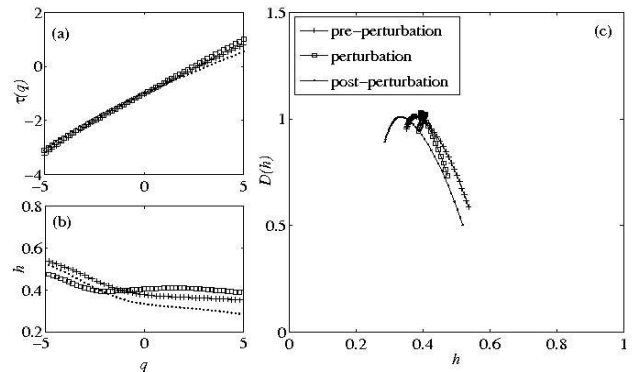 (a)
τ(q)
2
0
−2
−4
−5
0
5
(b)
h
0.8
0.6
0.4
0.2
−5
0
5
q
(c)
pre−perturbation
perturbation
post−perturbation
D(h)
1.5
1
0.5
0
0
0.2
0.4
0.6
0.8
1
h